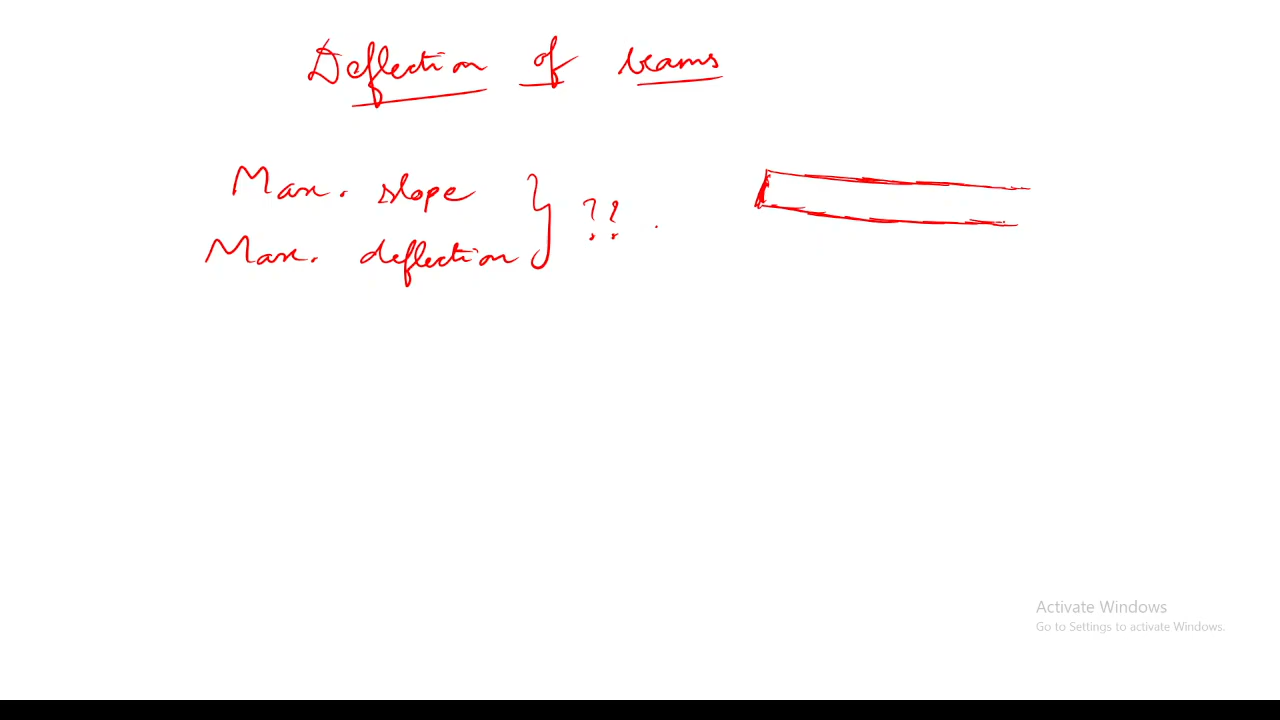 Deflection of beams
Max. slope
Max. deflection } ??
Activate Windows
Go to Settings to activate Windows.